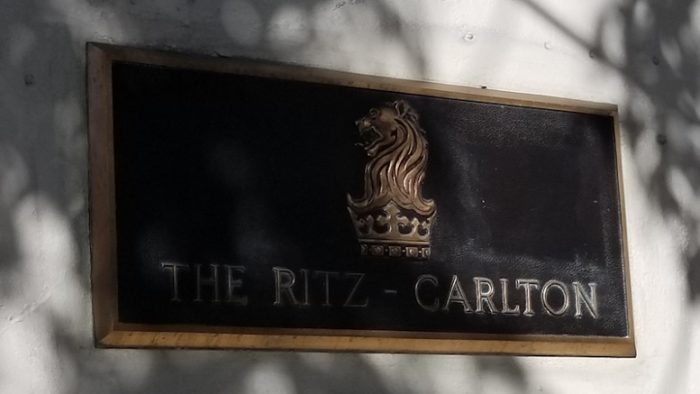 THE RITZ - CARLTON